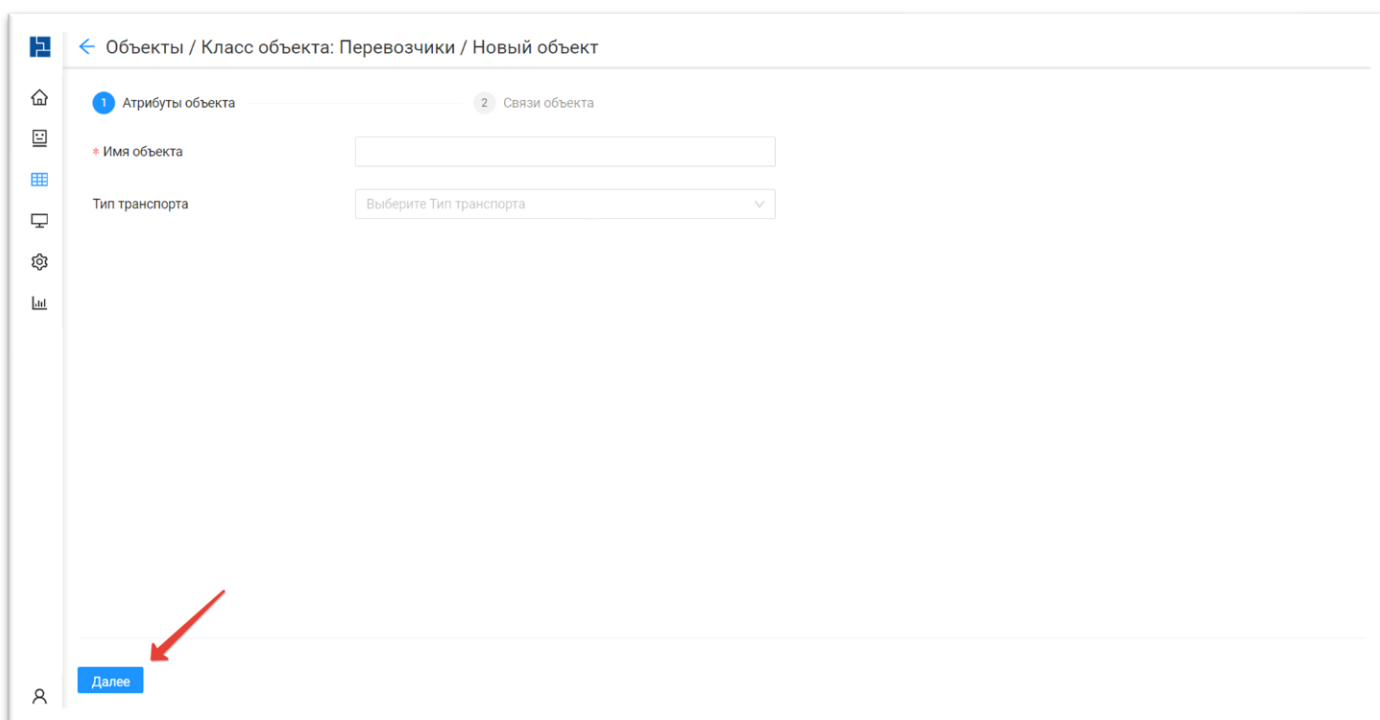 Объекты / Класс объекта: Перевозчики / Новый объект
1 Атрибуты объекта 2 Связи объекта
* Имя объекта
Тип транспорта Выберите Тип транспорта
Далее